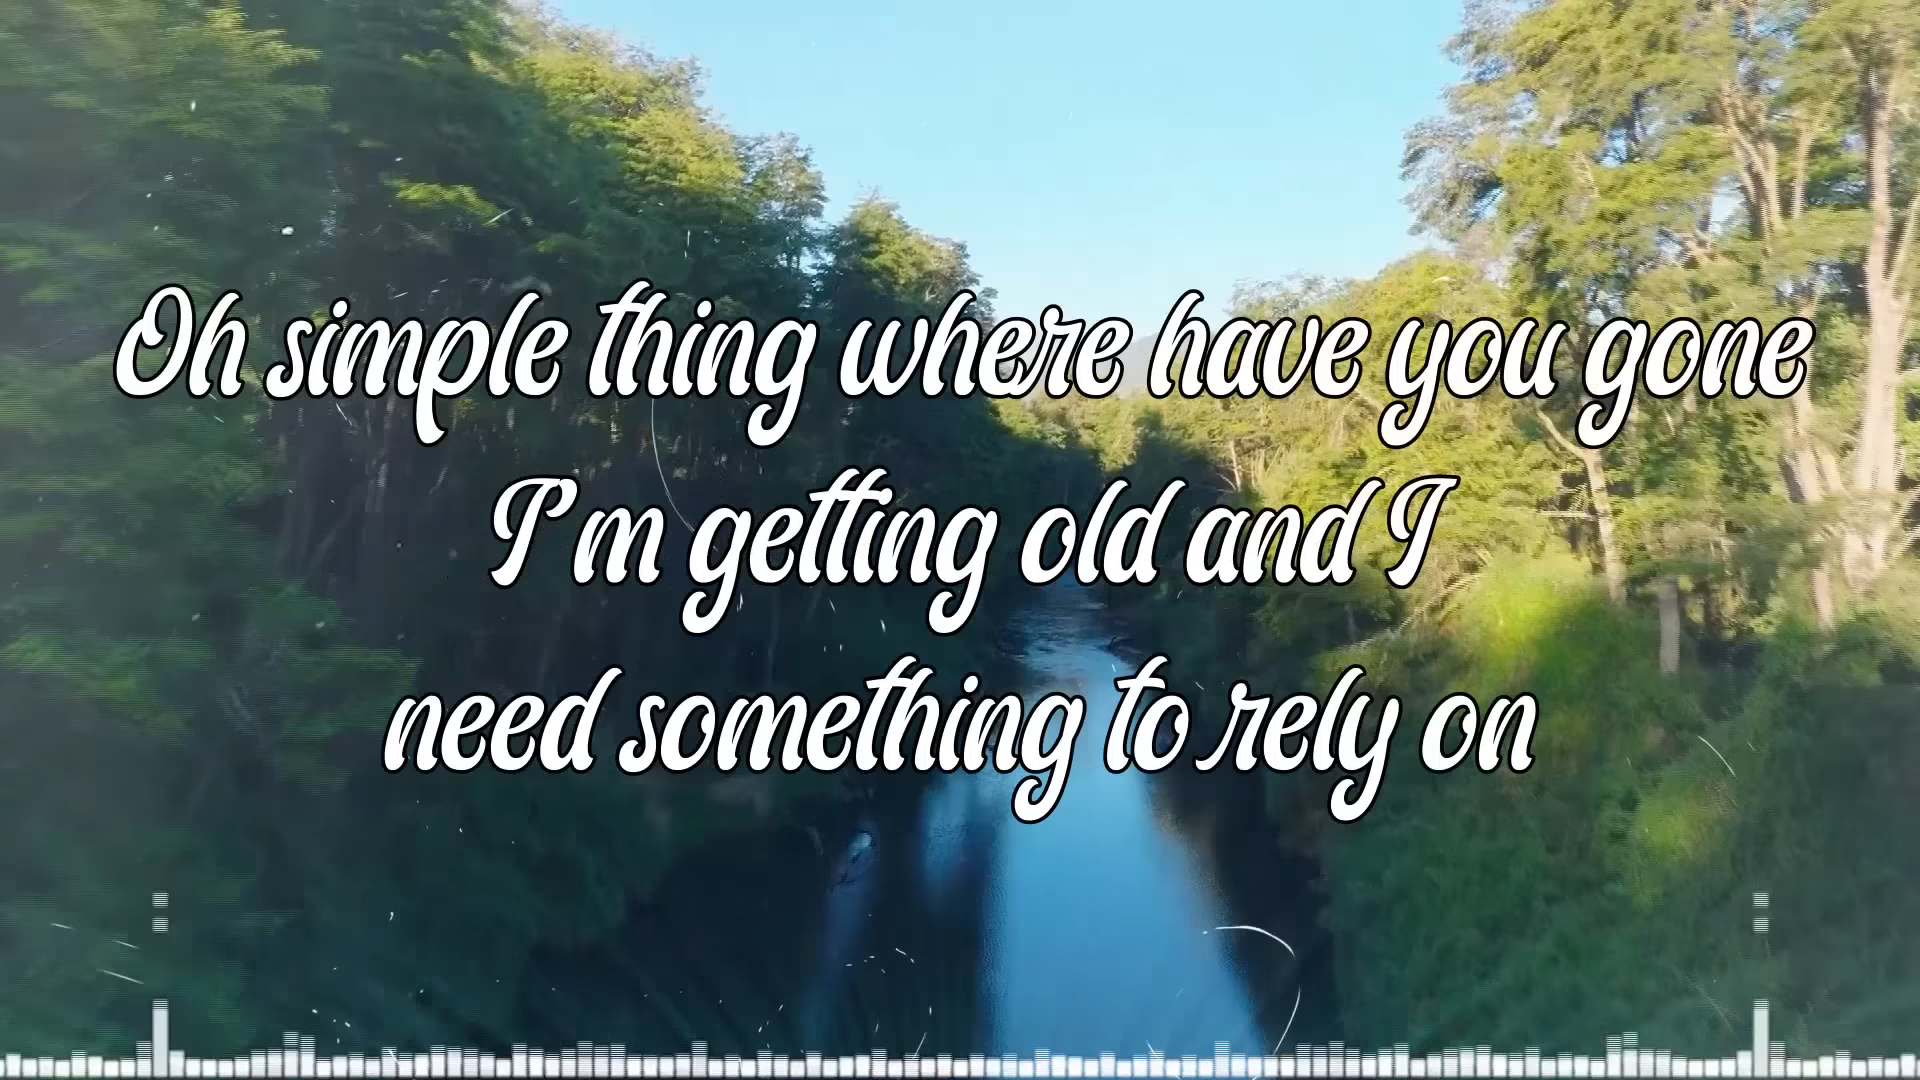 Oh simple thing where have you gone
I'm getting old and I
need something to rely on